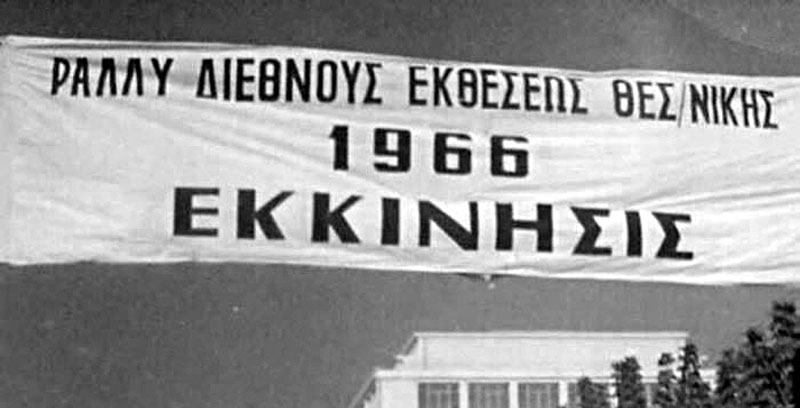 ΡΑΛΛΥ ΔΙΕΘΝΟΥΣ ΕΚΘΕΣΕΩΣ ΘΕΣ/ΝΙΚΗΣ
1966
ΕΚΚΙΝΗΣΙΣ